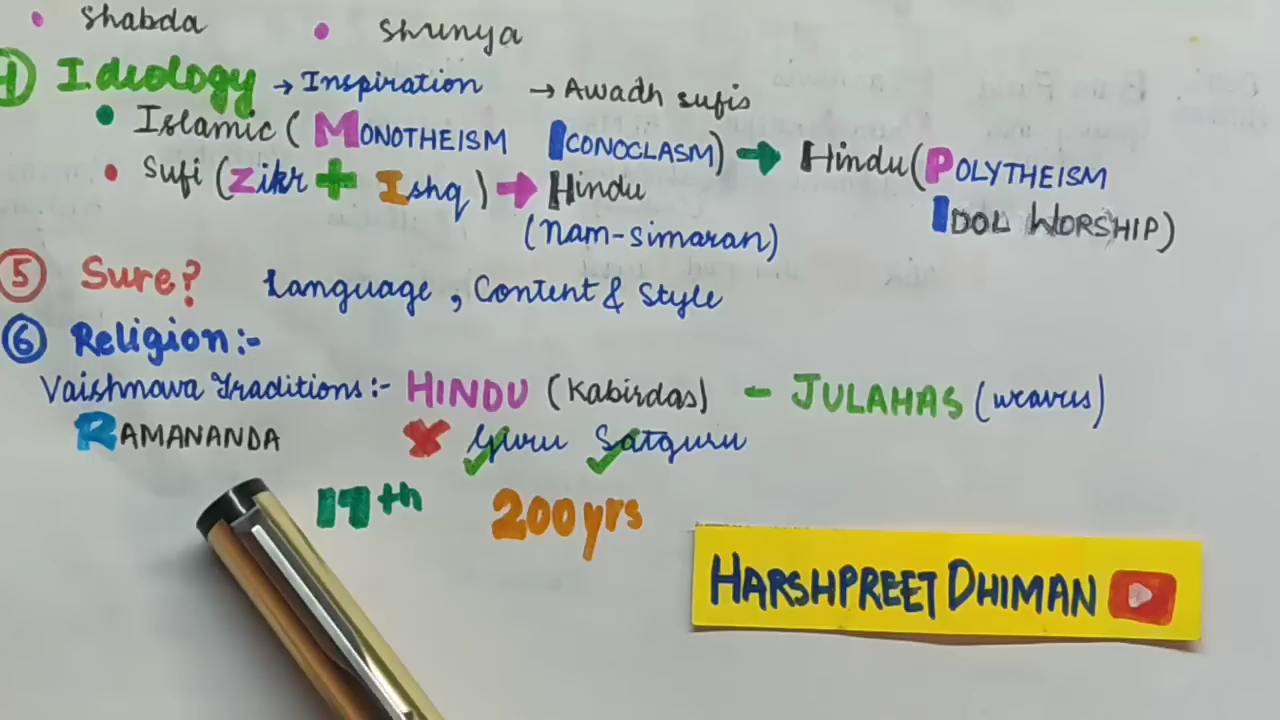 • Shabda • Shunya
4) Ideology → Inspiration → Awadh sufis
• Islamic (MONOTHEISM ICONOCLASM) → Hindu (POLYTHEISM
IDOL WORSHIP)
• Sufi (Zikr + Ishq) → Hindu
(Nam-simaran)
5 Sure? Language, Content & Style
6 Religion:-
Vaishnava Traditions:- HINDU (Kabirdas) - JULAHAS (weavers)
RAMANANDA ✗ Guru Satguru
17th 200yrs
HARSHPREET DHIMAN